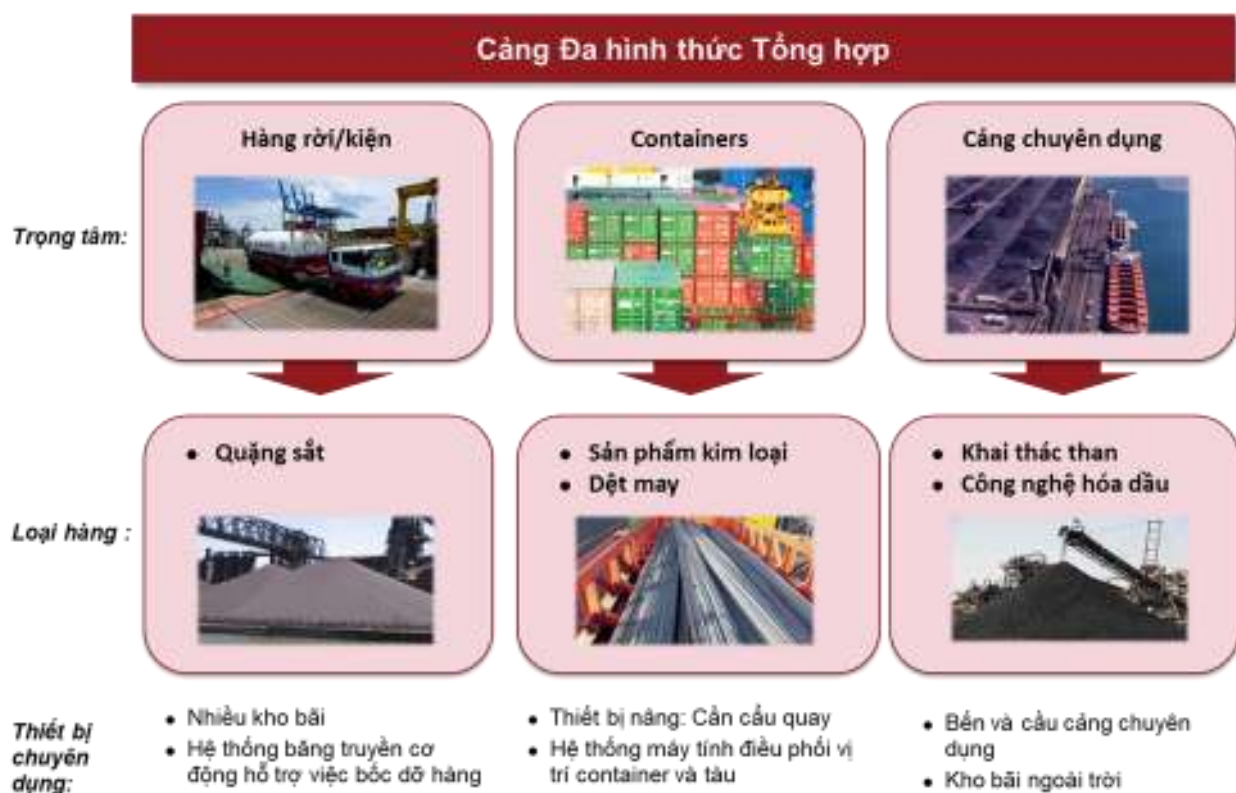 Cảng Đa hình thức Tổng hợp
Hàng rời/kiện
Containers
Cảng chuyên dụng
Trọng tâm:
• Quặng sắt
• Sản phẩm kim loại
• Dệt may
• Khai thác than
• Công nghệ hóa dầu
Loại hàng :
Thiết bị
chuyên
dụng:
• Nhiều kho bãi
• Hệ thống băng truyền cơ
động hỗ trợ việc bốc dỡ hàng
• Thiết bị nâng: Cần cẩu quay
• Hệ thống máy tính điều phối vị
trí container và tàu
• Bến và cầu cảng chuyên
dụng
• Kho bãi ngoài trời